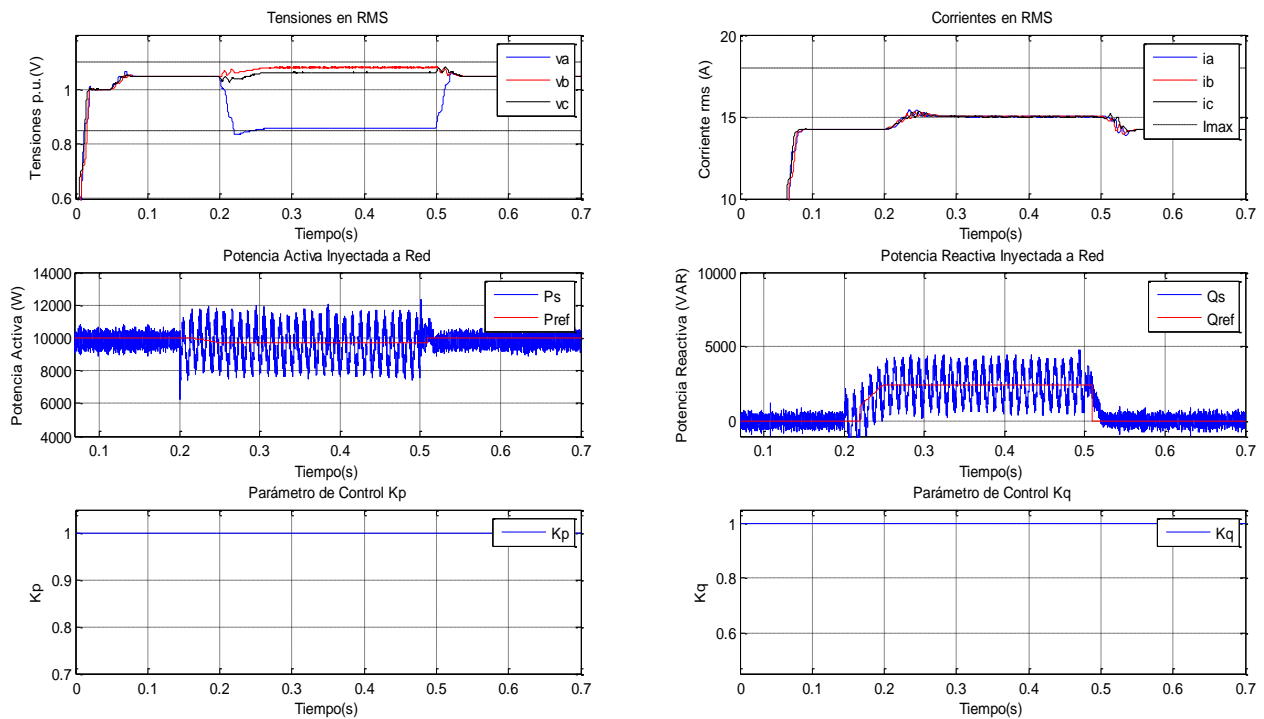 Tensiones en RMS
Tensiones p.u.(V)
1
0.8
0.6
va
vb
vc
0 0.1 0.2 0.3 0.4 0.5 0.6 0.7
Tiempo(s)
Corrientes en RMS
Corriente rms (A)
20
15
10
ia
ib
ic
Imax
0 0.1 0.2 0.3 0.4 0.5 0.6 0.7
Tiempo(s)
Potencia Activa Inyectada a Red
Potencia Activa (W)
14000
12000
10000
8000
6000
4000
Ps
Pref
0.1 0.2 0.3 0.4 0.5 0.6 0.7
Tiempo(s)
Potencia Reactiva Inyectada a Red
Potencia Reactiva (VAR)
10000
5000
0
Qs
Qref
0.1 0.2 0.3 0.4 0.5 0.6 0.7
Tiempo(s)
Parámetro de Control Kp
Kp
1
0.9
0.8
0.7
Kp
0 0.1 0.2 0.3 0.4 0.5 0.6 0.7
Tiempo(s)
Parámetro de Control Kq
Kq
1
0.8
0.6
Kq
0 0.1 0.2 0.3 0.4 0.5 0.6 0.7
Tiempo(s)